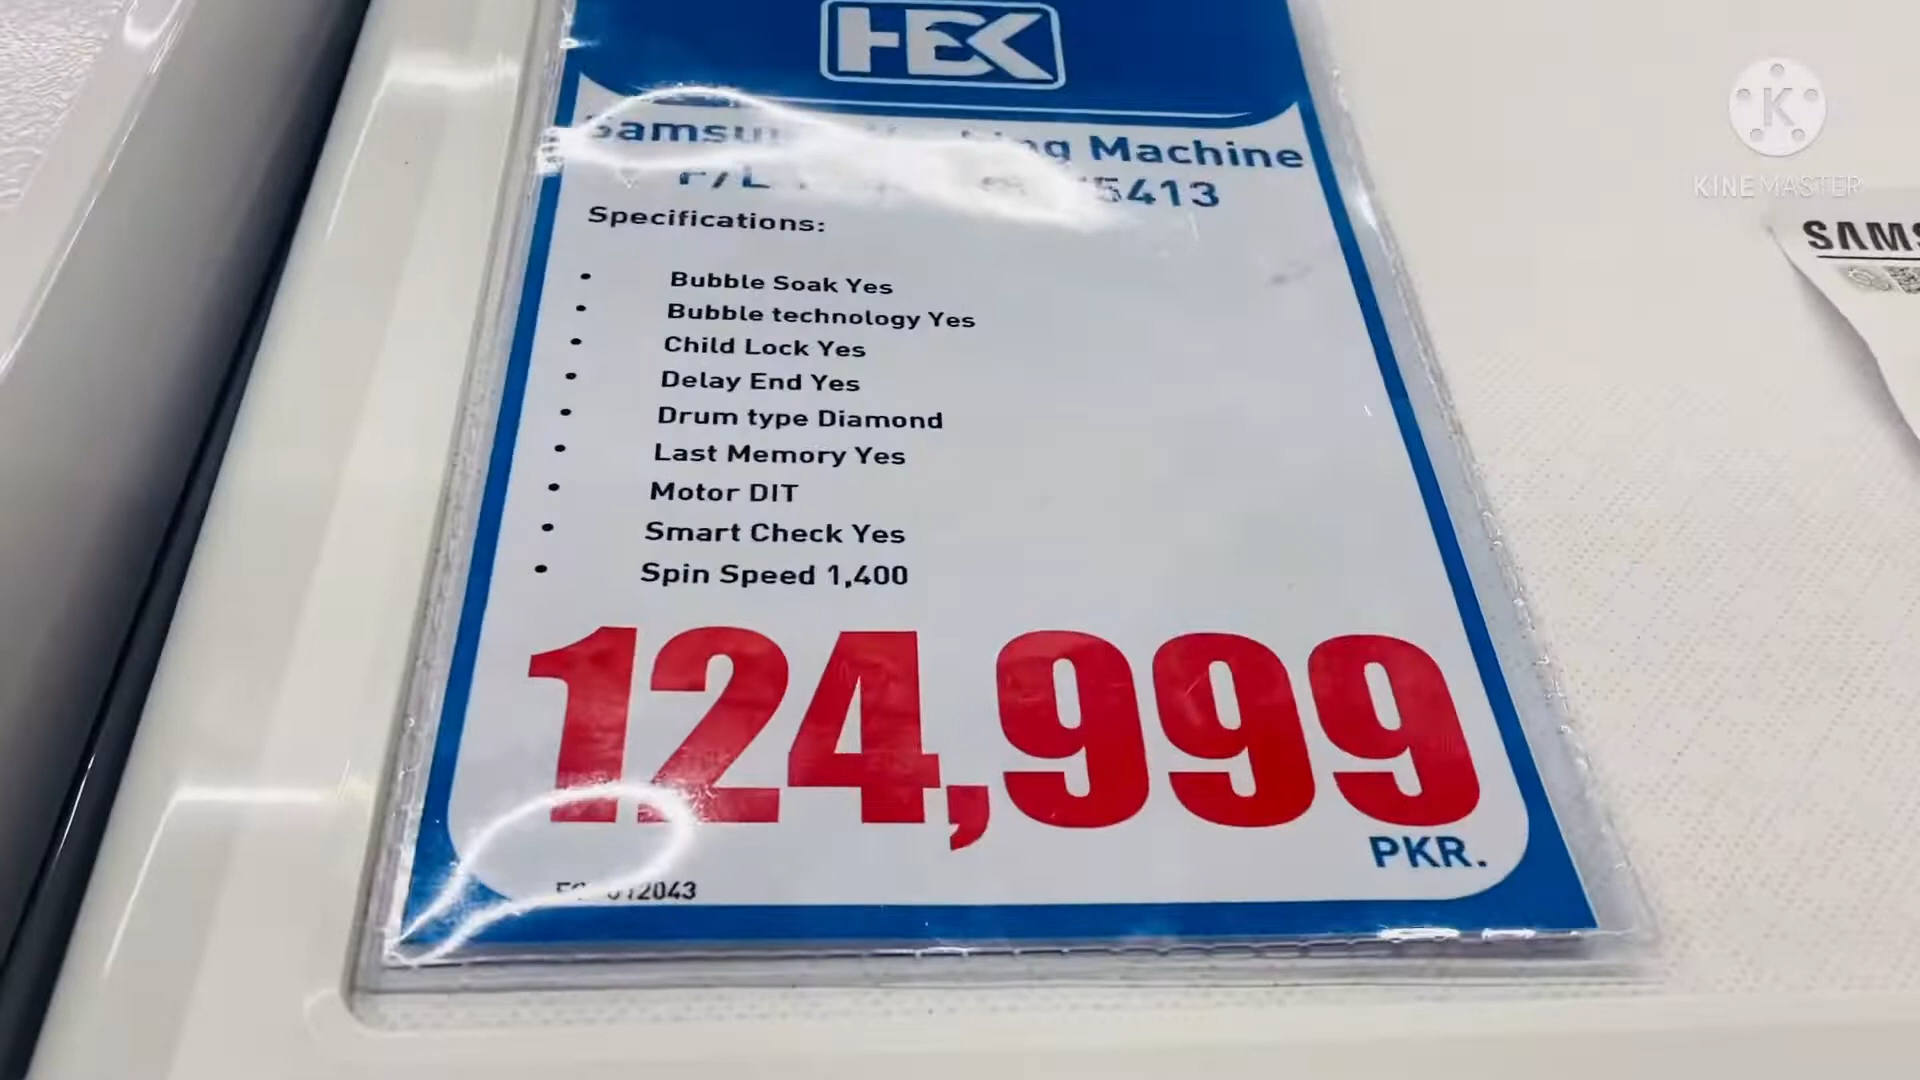 HEK
Machine
5413
Specifications:
• Bubble Soak Yes
• Bubble technology Yes
• Child Lock Yes
• Delay End Yes
• Drum type Diamond
• Last Memory Yes
• Motor DIT
• Smart Check Yes
• Spin Speed 1,400
124,999
PKR.
K
KINEMASTER